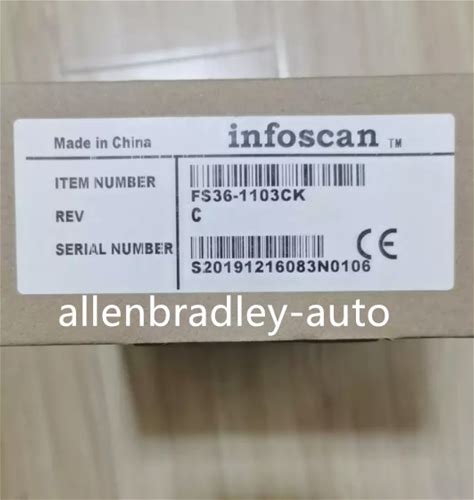 Made in China infoscan ™
ITEM NUMBER
FS36-1103CK
REV C
SERIAL NUMBER
S20191216083N0106 CE
allenbradley-auto